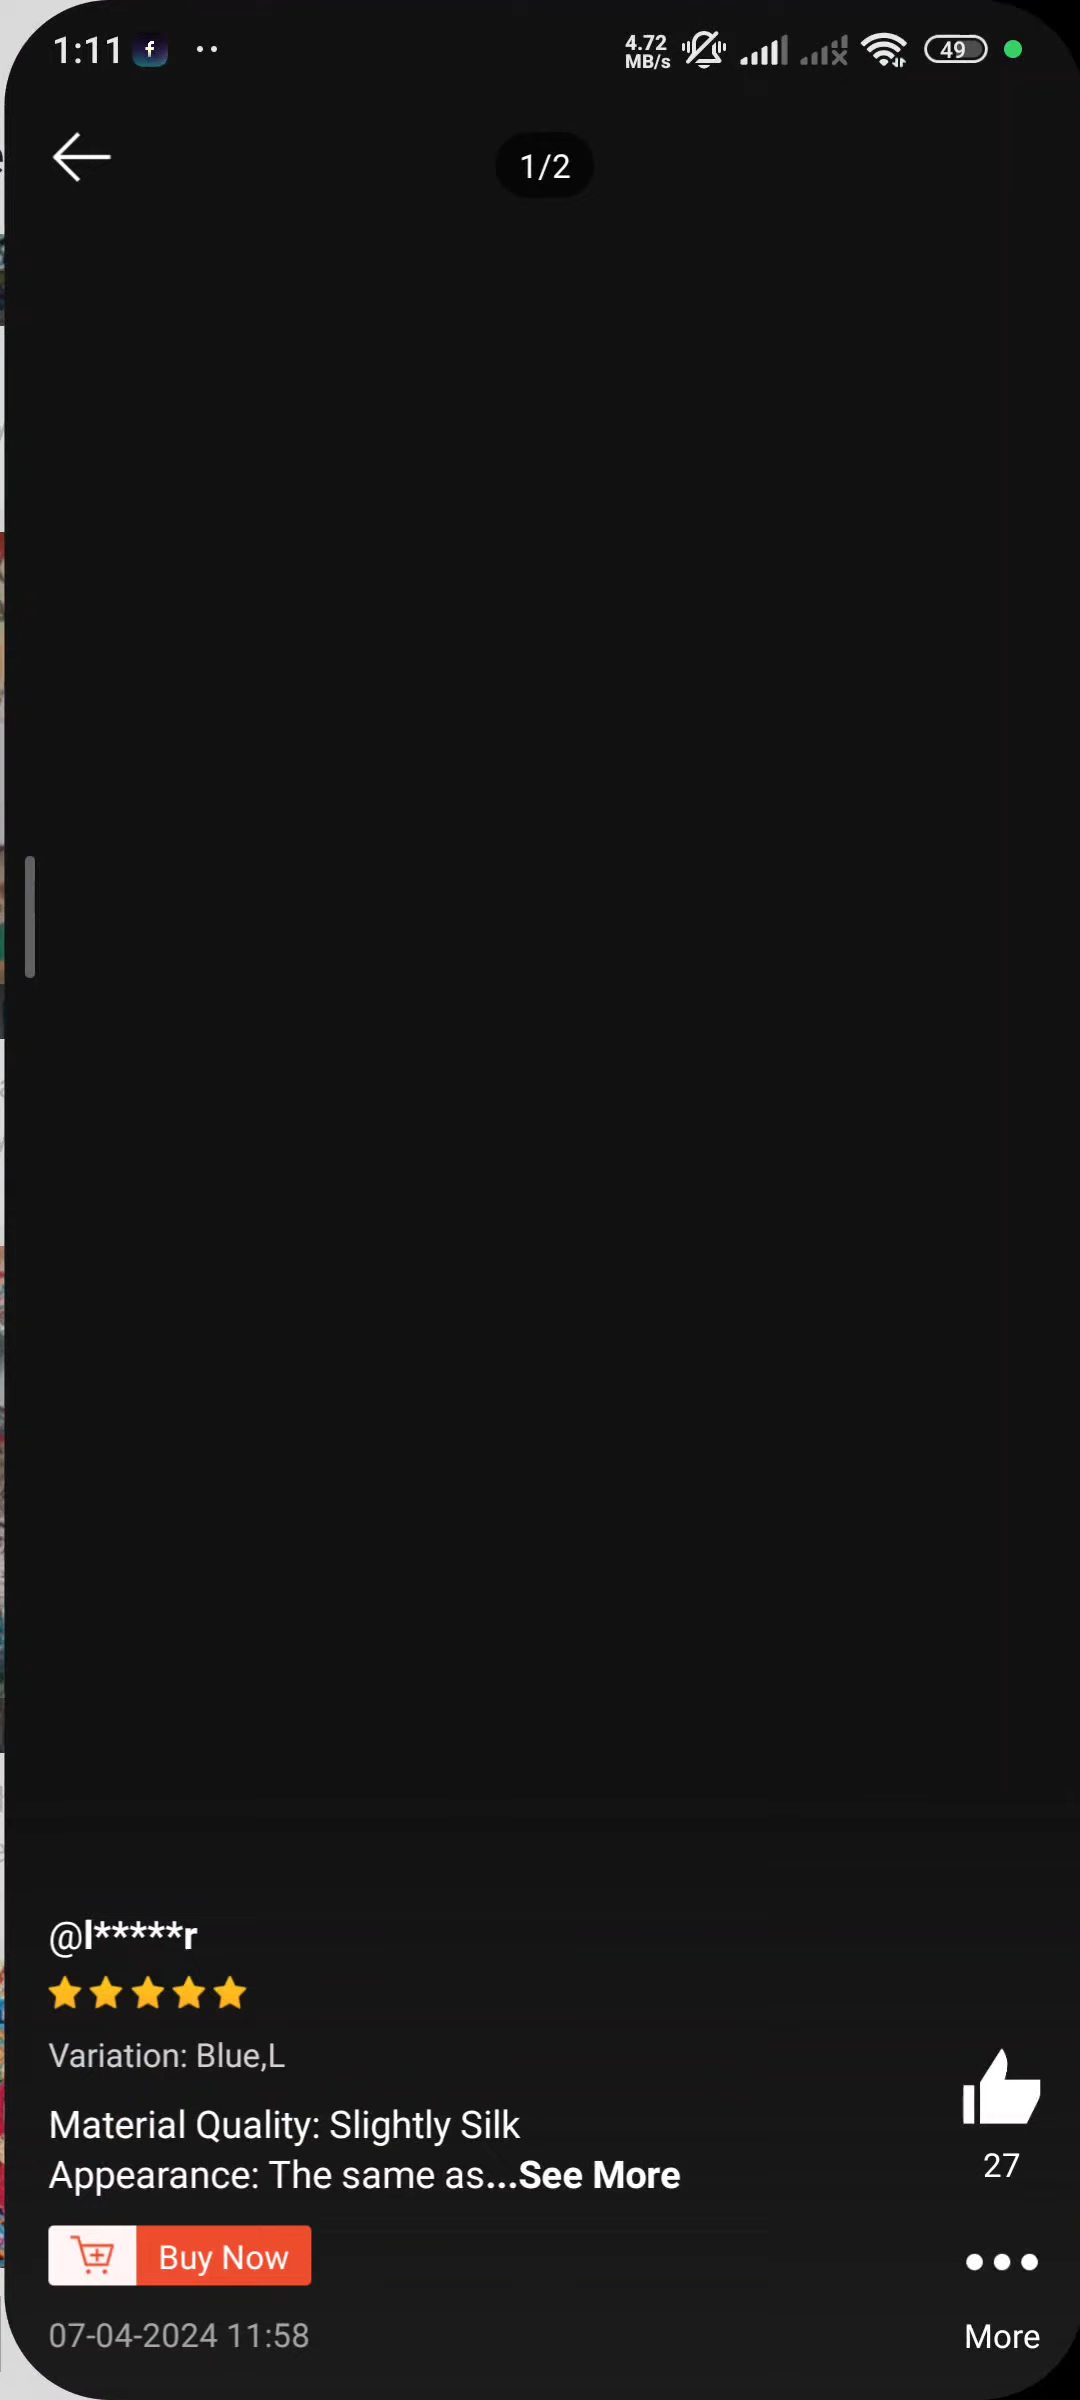 1:11
4.72
MB/s
49
1/2
@l*****r
Variation: Blue,L
Material Quality: Slightly Silk
Appearance: The same as...See More
27
Buy Now
07-04-2024 11:58
More